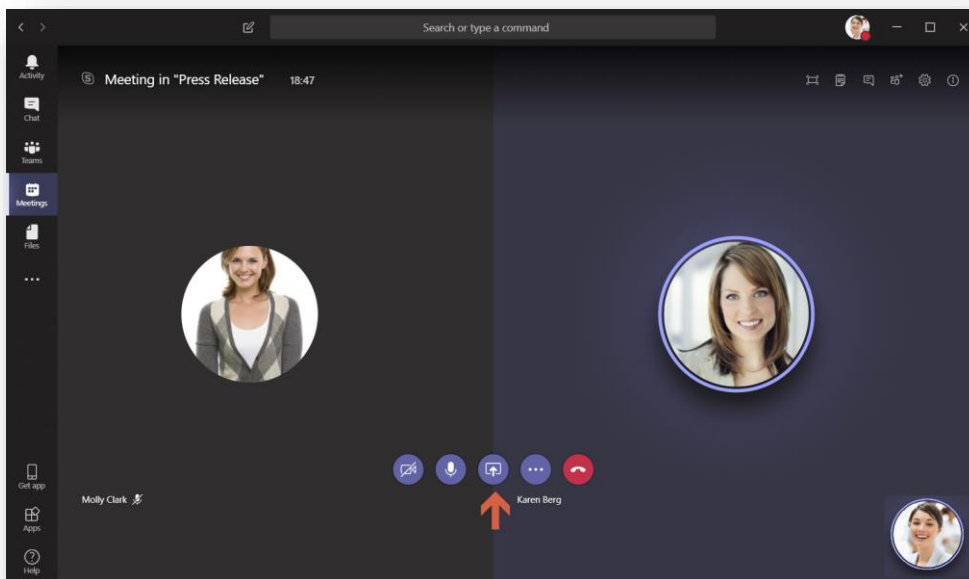 Search or type a command
Activity
Chat
Teams
Meetings
Files
Get app
Apps
Help
Meeting in "Press Release" 18:47
Molly Clark
Karen Berg